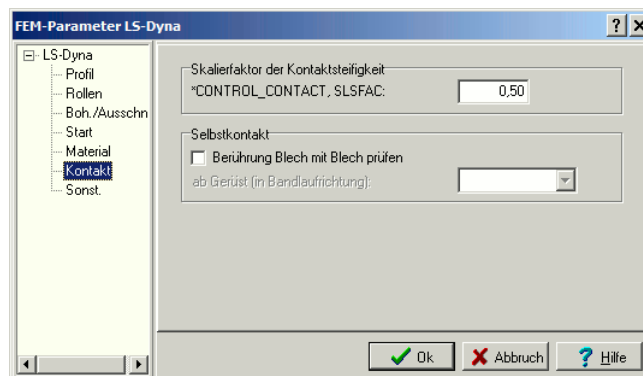 FEM-Parameter LS-Dyna
LS-Dyna
Profil
Rollen
Boh./Ausschn
Start
Material
Kontakt
Sonst.
Skalierfaktor der Kontaktsteifigkeit
*CONTROL_CONTACT, SLSFAC:
0,50
Selbstkontakt
Berührung Blech mit Blech prüfen
ab Gerüst (in Bandlaufrichtung):
Ok
Abbruch
Hilfe